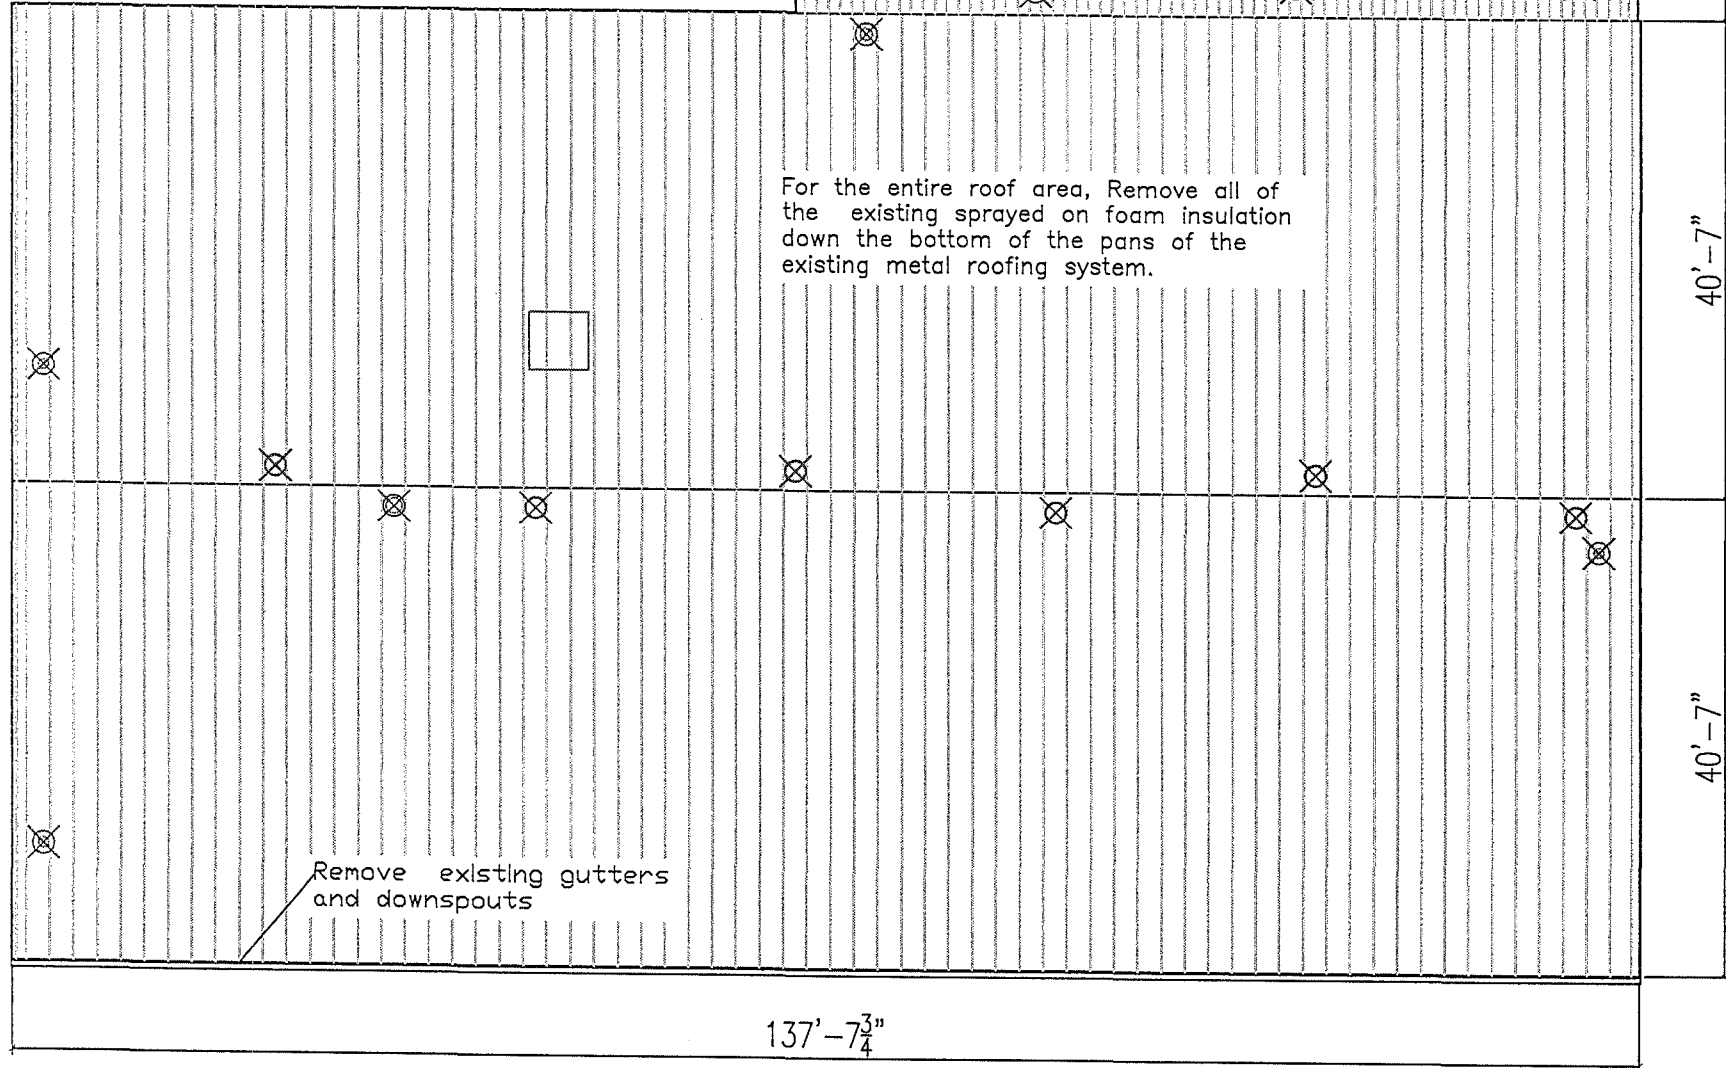 For the entire roof area, Remove all of
the existing sprayed on foam insulation
down the bottom of the pans of the
existing metal roofing system.
40'-7"
40'-7"
Remove existing gutters
and downspouts
137'-7¾"